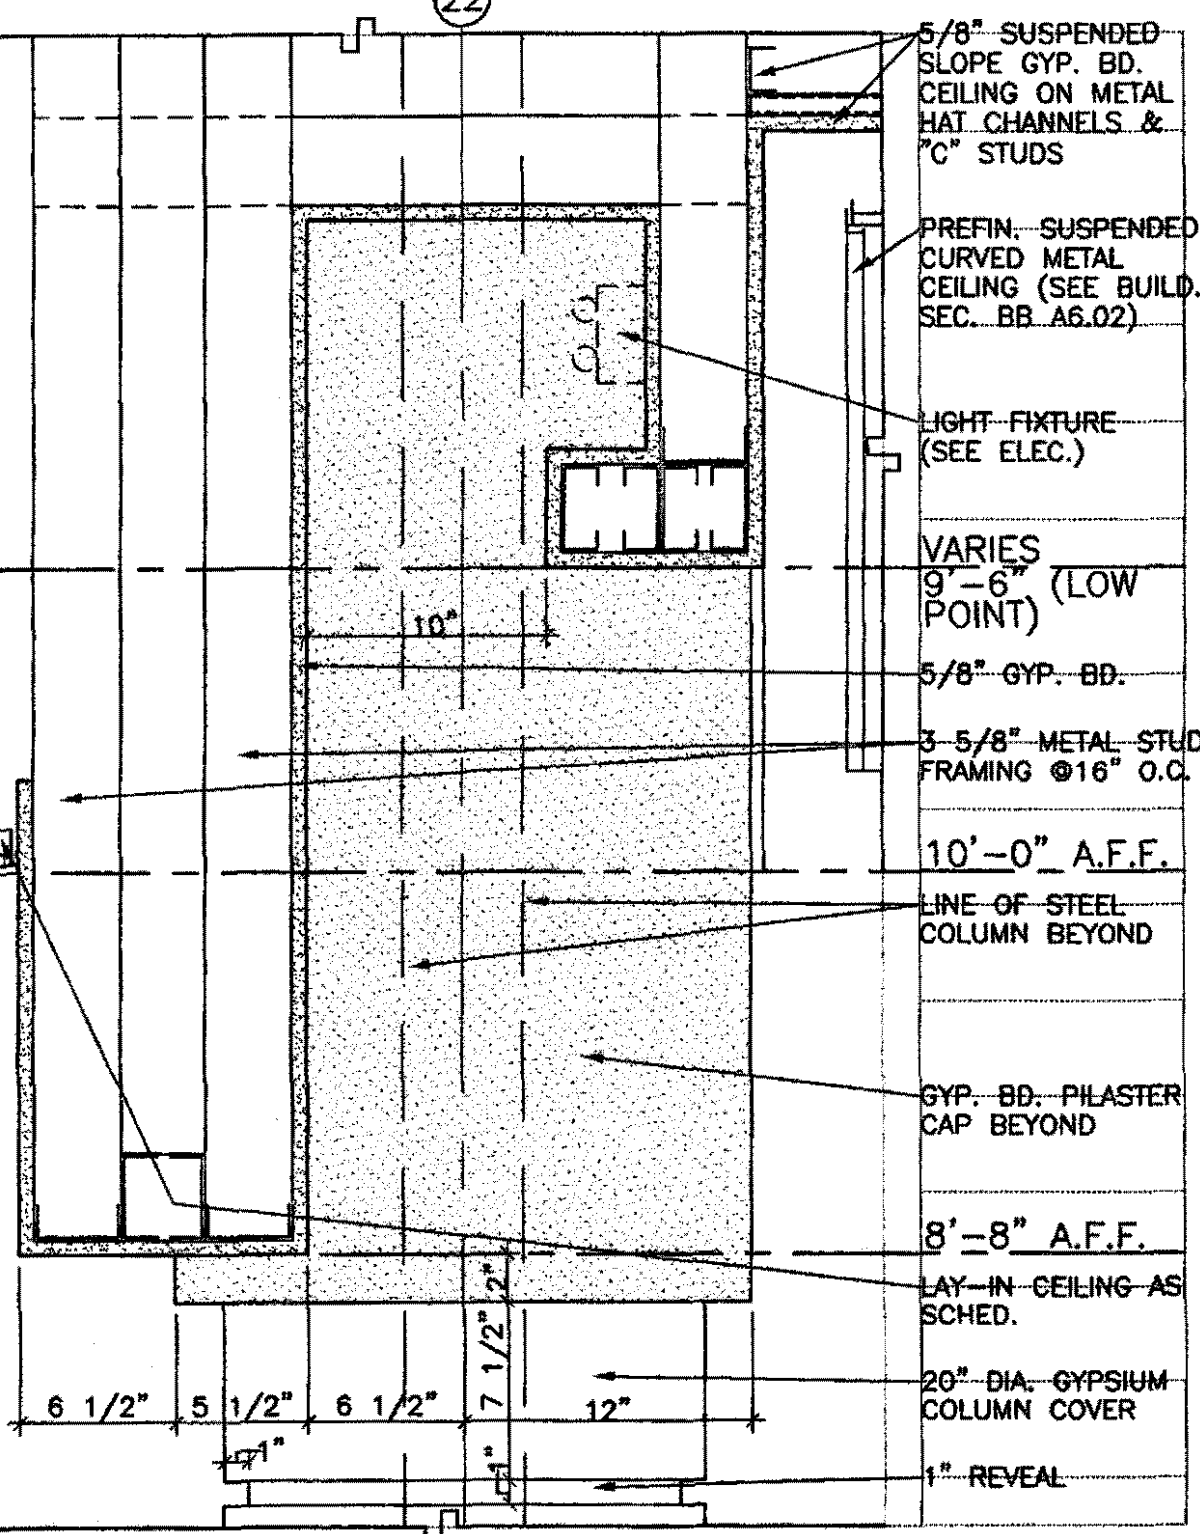 22
5/8" SUSPENDED
SLOPE GYP. BD.
CEILING ON METAL
HAT CHANNELS &
"C" STUDS
PREFIN. SUSPENDED
CURVED METAL
CEILING (SEE BUILD.
SEC. BB A6.02)
LIGHT FIXTURE
(SEE ELEC.)
VARIES
9'-6" (LOW
POINT)
10"
5/8" GYP. BD.
3 5/8" METAL STUD
FRAMING @16" O.C.
10'-0" A.F.F.
LINE OF STEEL
COLUMN BEYOND
GYP. BD. PILASTER
CAP BEYOND
8'-8" A.F.F.
LAY-IN CEILING AS
SCHED.
2"
7 1/2"
20" DIA. GYPSIUM
COLUMN COVER
6 1/2" 5 1/2" 6 1/2" 12"
1"
1"
1" REVEAL